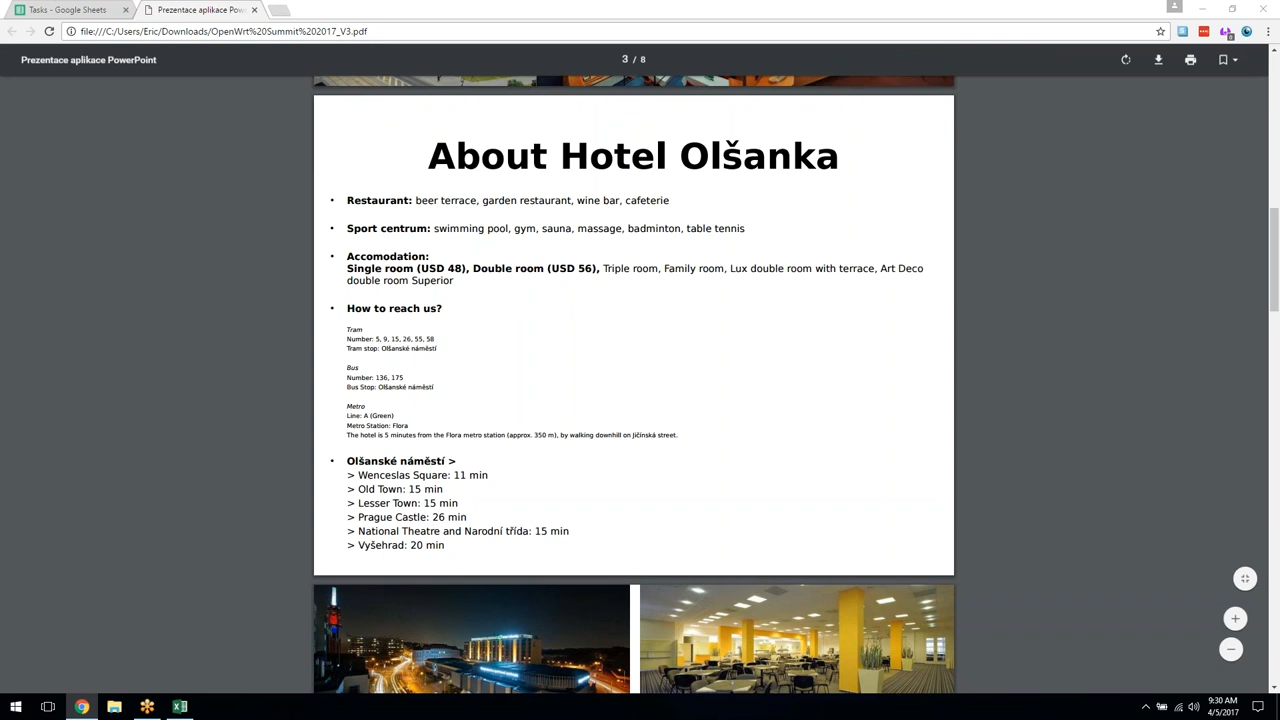 Tasks - Google Sheets
Prezentace aplikace Pow
file:///C:/Users/Eric/Downloads/OpenWrt%20Summit%202017_V3.pdf
Prezentace aplikace PowerPoint
3 / 8
About Hotel Olšanka
• Restaurant: beer terrace, garden restaurant, wine bar, cafeterie
• Sport centrum: swimming pool, gym, sauna, massage, badminton, table tennis
• Accomodation:
Single room (USD 48), Double room (USD 56), Triple room, Family room, Lux double room with terrace, Art Deco
double room Superior
• How to reach us?
Tram
Number: 5, 9, 15, 26, 55, 58
Tram stop: Olšanské náměstí
Bus
Number: 136, 175
Bus Stop: Olšanské náměstí
Metro
Line: A (Green)
Metro Station: Flora
The hotel is 5 minutes from the Flora metro station (approx. 350 m), by walking downhill on Jičínská street.
• Olšanské náměstí >
> Wenceslas Square: 11 min
> Old Town: 15 min
> Lesser Town: 15 min
> Prague Castle: 26 min
> National Theatre and Narodní třída: 15 min
> Vyšehrad: 20 min
9:30 AM
4/5/2017